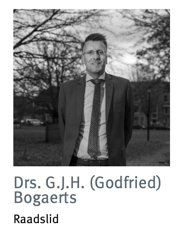 Drs. G.J.H. (Godfried)
Bogaerts
Raadslid